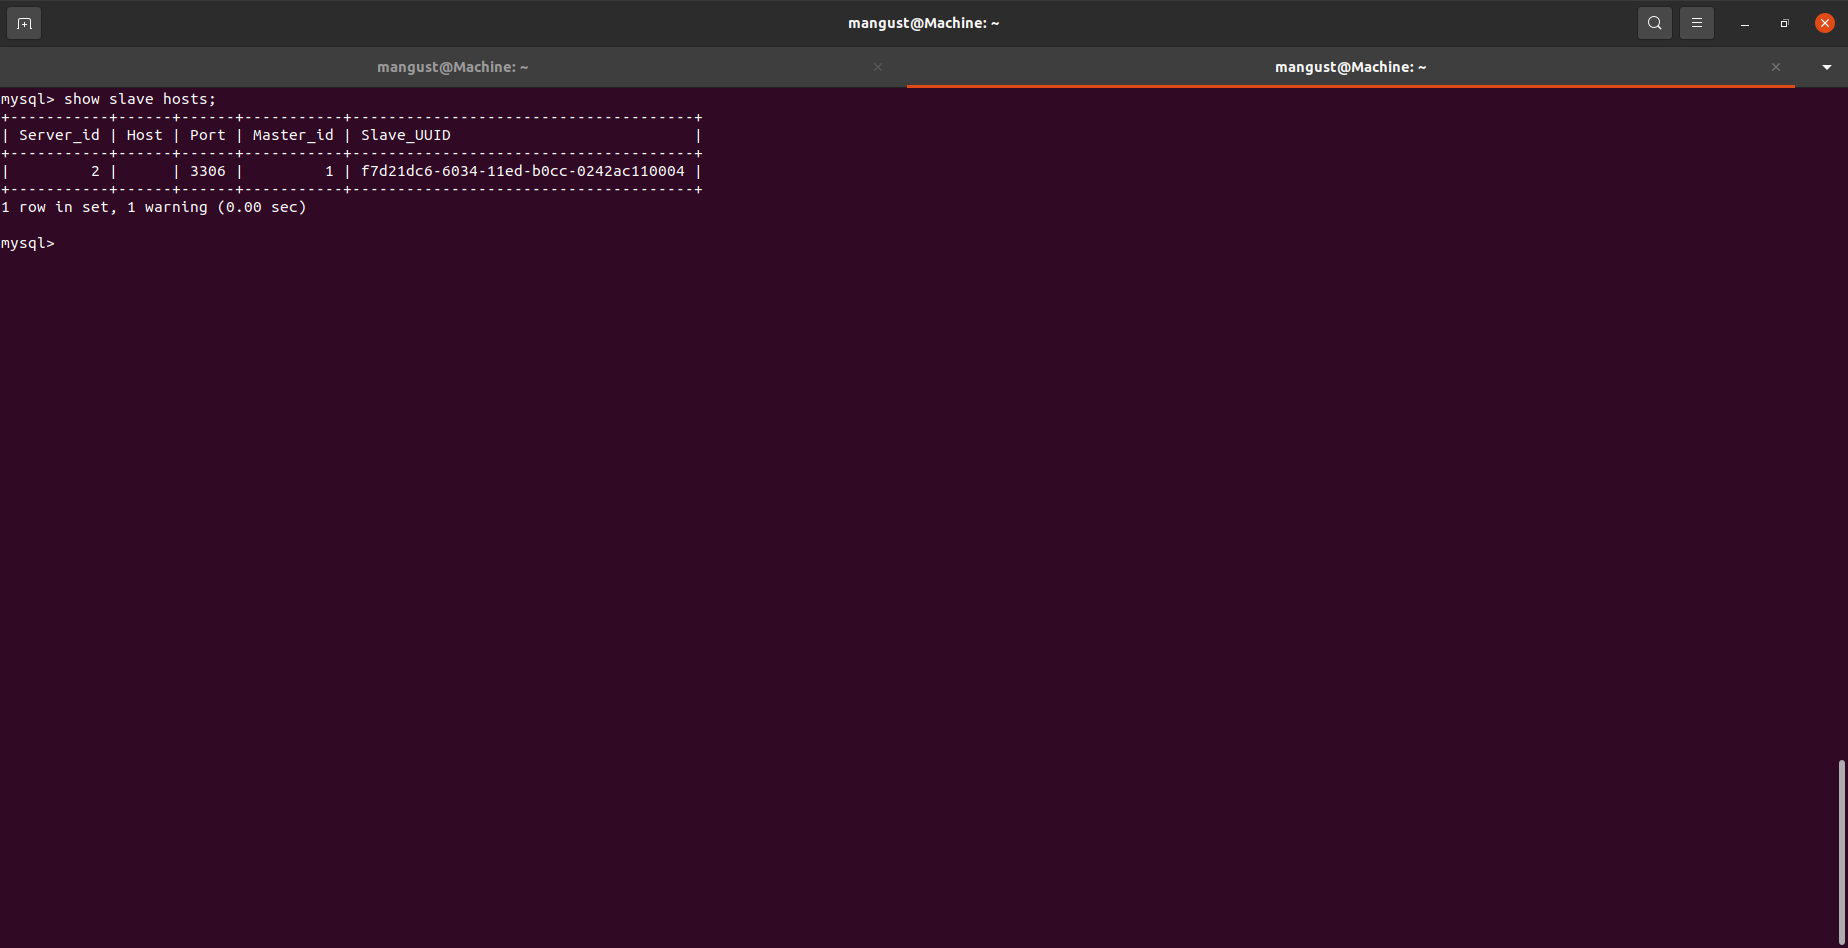 mangust@Machine: ~
mangust@Machine: ~
mangust@Machine: ~
mysql> show slave hosts;
+-----------+------+------+-----------+--------------------------------------+
| Server_id | Host | Port | Master_id | Slave_UUID                           |
+-----------+------+------+-----------+--------------------------------------+
|         2 |      | 3306 |         1 | f7d21dc6-6034-11ed-b0cc-0242ac110004 |
+-----------+------+------+-----------+--------------------------------------+
1 row in set, 1 warning (0.00 sec)
mysql>